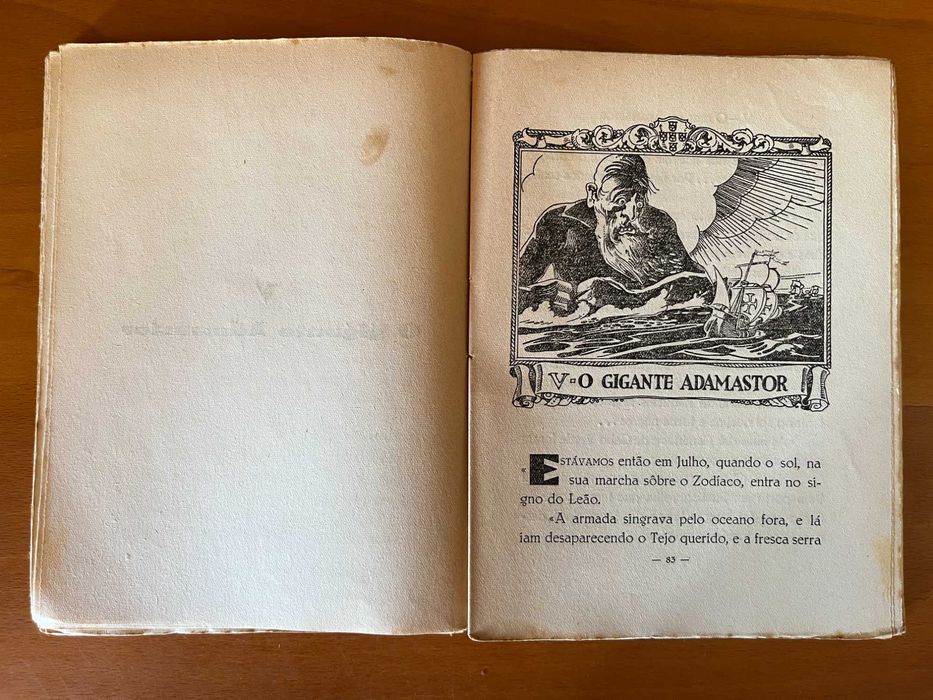 V-O GIGANTE ADAMASTOR
«ESTÁVAMOS então em Julho, quando o sol, na
sua marcha sôbre o Zodíaco, entra no si-
gno do Leão.
«A armada singrava pelo oceano fora, e lá
iam desaparecendo o Tejo querido, e a fresca serra
— 83 —